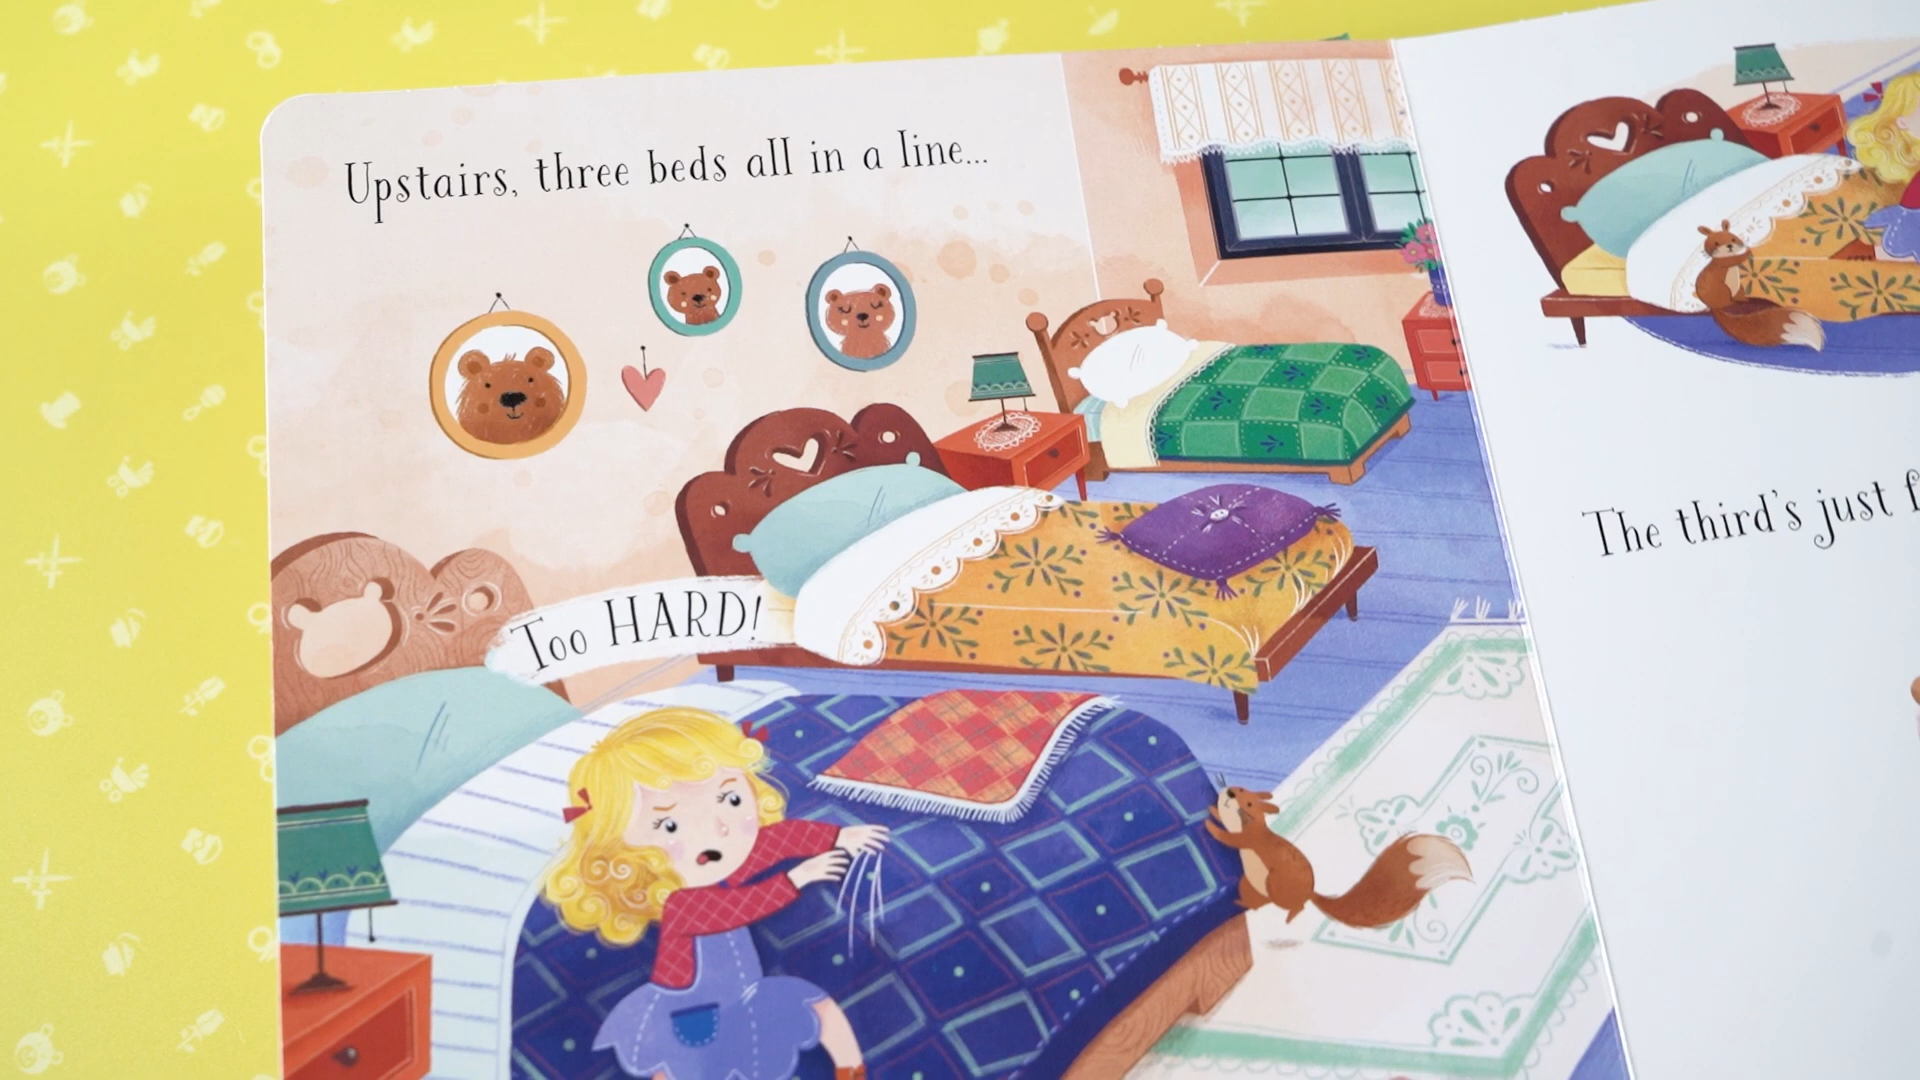 Upstairs, three beds all in a line...
Too HARD!
The third's just